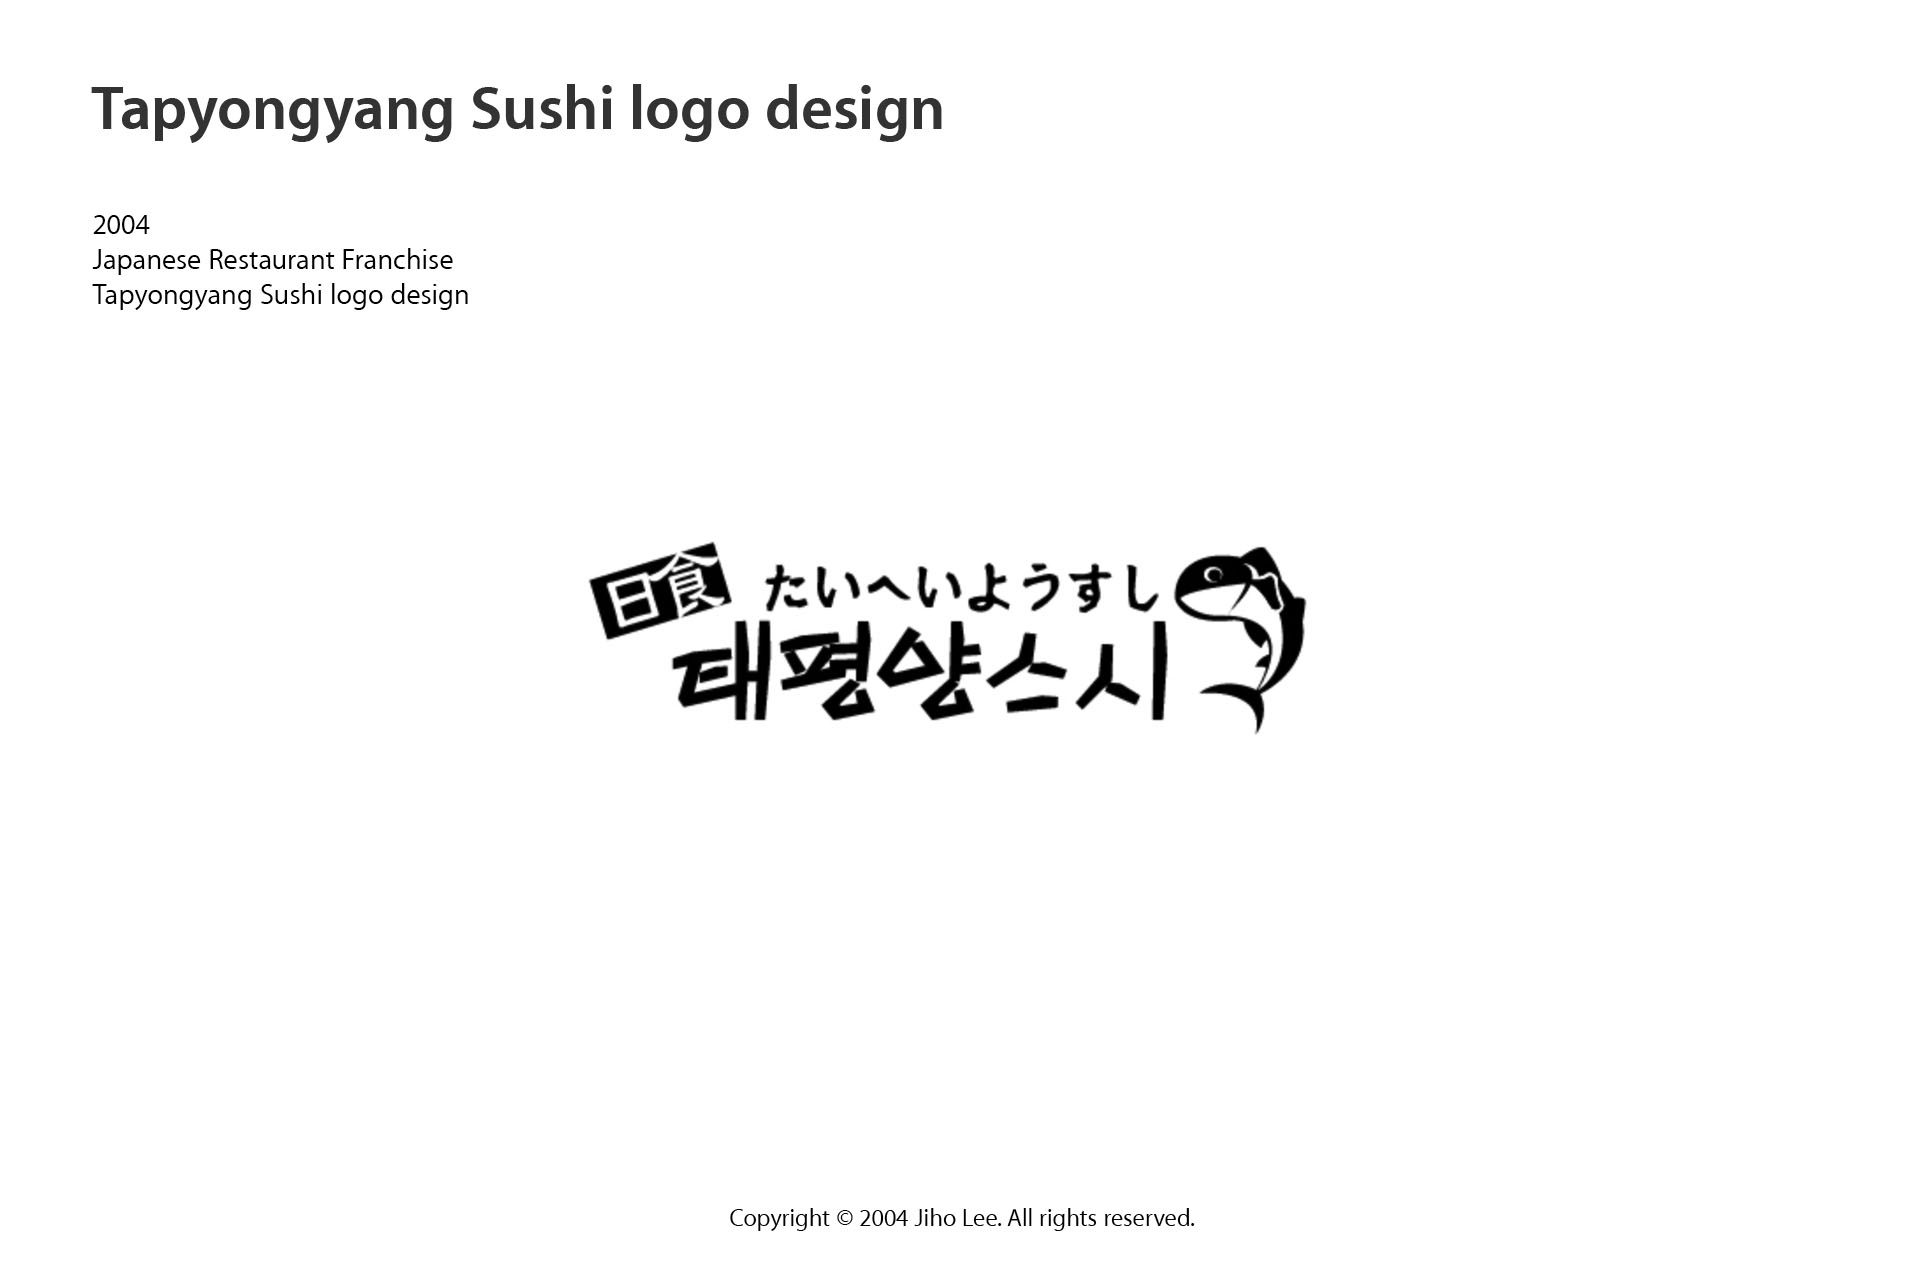 Tapyongyang Sushi logo design
2004
Japanese Restaurant Franchise
Tapyongyang Sushi logo design
日食
たいへいようすし
태평양스시
Copyright © 2004 Jiho Lee. All rights reserved.